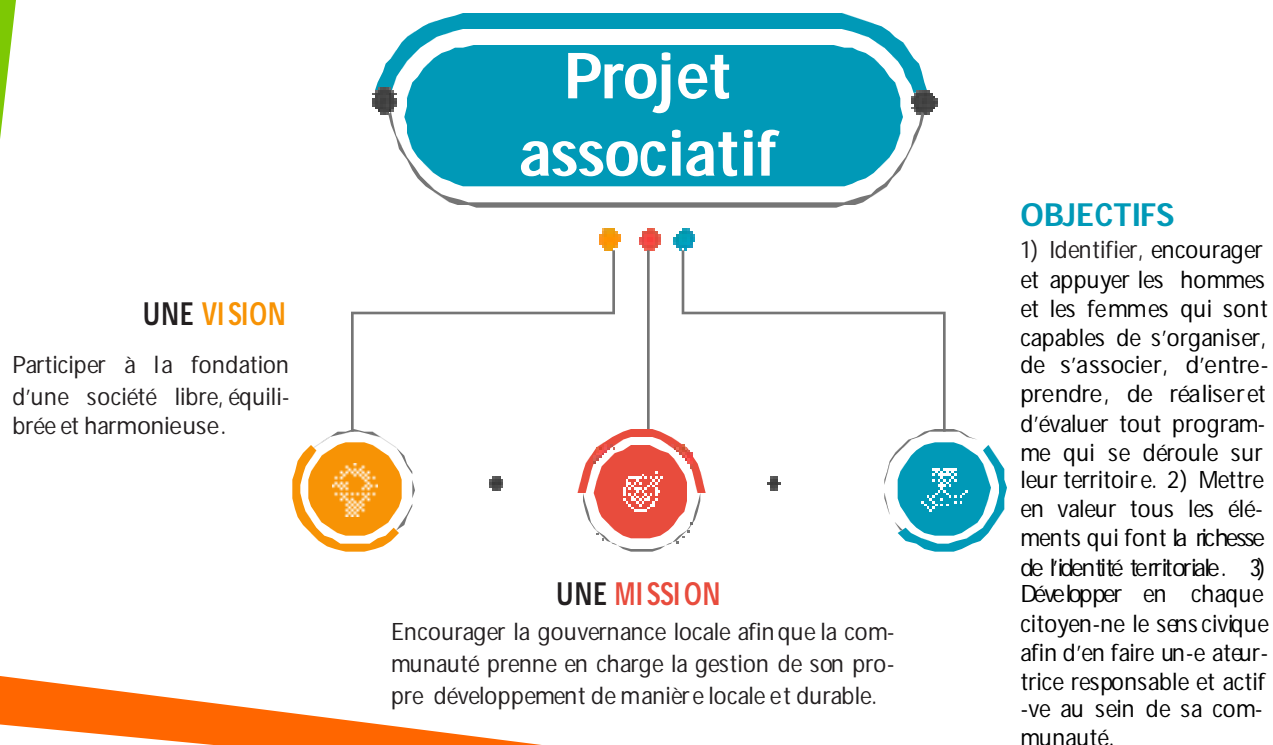 Projet
associatif
UNE VISION
Participer à la fondation
d'une société libre, équili-
brée et harmonieuse.
UNE MISSION
Encourager la gouvernance locale afin que la com-
munauté prenne en charge la gestion de son pro-
pre développement de manière locale et durable.
OBJECTIFS
1) Identifier, encourager
et appuyer les hommes
et les femmes qui sont
capables de s'organiser,
de s'associer, d'entre-
prendre, de réaliser et
d'évaluer tout program-
me qui se déroule sur
leur territoire. 2) Mettre
en valeur tous les élé-
ments qui font la richesse
de l'identité territoriale. 3)
Développer en chaque
citoyen-ne le sens civique
afin d'en faire un-e ateur-
trice responsable et actif
-ve au sein de sa com-
munauté.